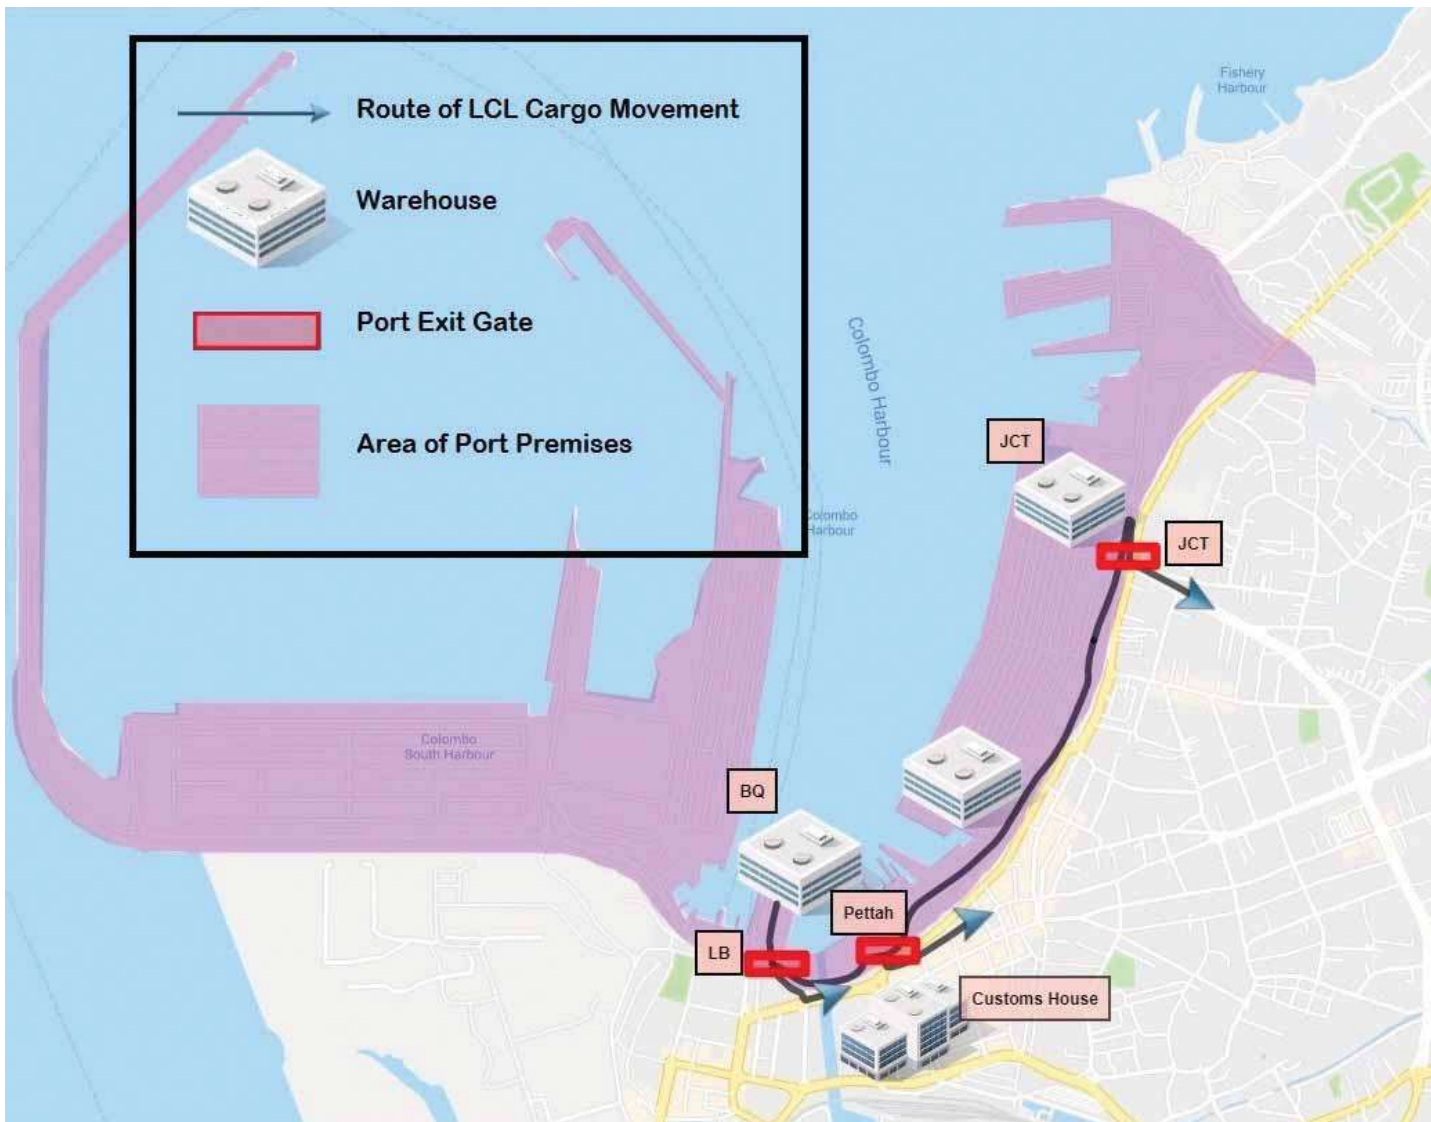 Route of LCL Cargo Movement
Warehouse
Port Exit Gate
Area of Port Premises
Fishery
Harbour
Colombo Harbour
Colombo
Harbour
JCT
JCT
Colombo
South Harbour
BQ
Pettah
LB
Customs House